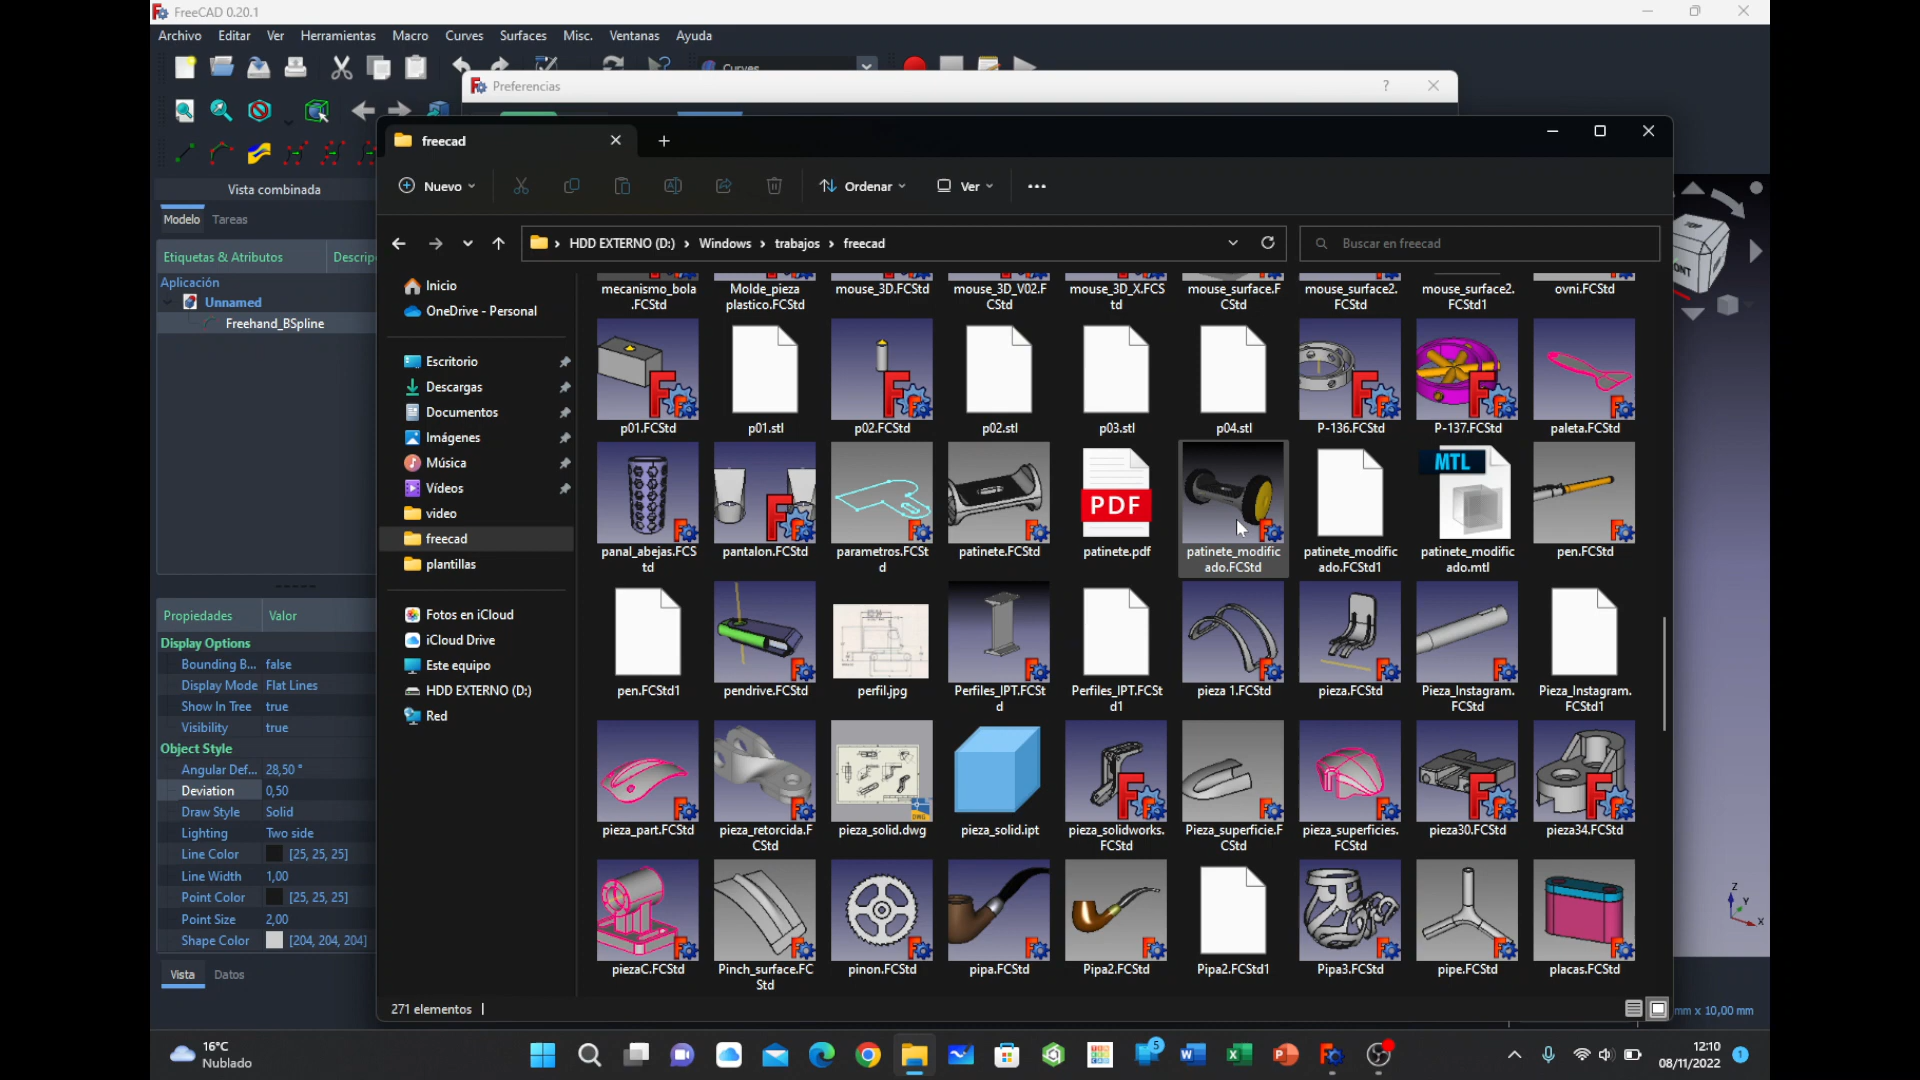 FreeCAD 0.20.1
Archivo Editar Ver Herramientas Macro Curves Surfaces Misc. Ventanas Ayuda
Curves
Preferencias
freecad
Nuevo Ordenar Ver
HDD EXTERNO (D:) Windows trabajos freecad
Buscar en freecad
Vista combinada
Modelo Tareas
Etiquetas & Atributos Descrip
Aplicación
Unnamed
Freehand_BSpline
Propiedades Valor
Display Options
Bounding B... false
Display Mode Flat Lines
Show In Tree true
Visibility true
Object Style
Angular Def... 28,50 °
Deviation 0,50
Draw Style Solid
Lighting Two side
Line Color [25, 25, 25]
Line Width 1,00
Point Color [25, 25, 25]
Point Size 2,00
Shape Color [204, 204, 204]
Vista Datos
Inicio
OneDrive - Personal
Escritorio
Descargas
Documentos
Imágenes
Música
Vídeos
video
freecad
plantillas
Fotos en iCloud
iCloud Drive
Este equipo
HDD EXTERNO (D:)
Red
mecanismo_bola Molde_pieza mouse_3D.FCStd mouse_3D_V02.F mouse_3D_X.FCS mouse_surface.F mouse_surface2. mouse_surface2. ovni.FCStd
.FCStd plastico.FCStd CStd td CStd FCStd FCStd1
p01.FCStd p01.stl p02.FCStd p02.stl p03.stl p04.stl P-136.FCStd P-137.FCStd paleta.FCStd
PDF
MTL
panal_abejas.FCS pantalon.FCStd parametros.FCSt patinete.FCStd patinete.pdf patinete_modific patinete_modific patinete_modific pen.FCStd
td d ado.FCStd ado.FCStd1 ado.mtl
pen.FCStd1 pendrive.FCStd perfil.jpg Perfiles_IPT.FCSt Perfiles_IPT.FCSt pieza 1.FCStd pieza.FCStd Pieza_Instagram. Pieza_Instagram.
d d1 FCStd FCStd1
DWG
pieza_part.FCStd pieza_retorcida.F pieza_solid.dwg pieza_solid.ipt pieza_solidworks. Pieza_superficie.F pieza_superficies. pieza30.FCStd pieza34.FCStd
CStd FCStd CStd FCStd
piezaC.FCStd Pinch_surface.FC pinon.FCStd pipa.FCStd Pipa2.FCStd Pipa2.FCStd1 Pipa3.FCStd pipe.FCStd placas.FCStd
Std
271 elementos
mm x 10,00 mm
Z
Y
X
16°C
Nublado
5
12:10
08/11/2022
1